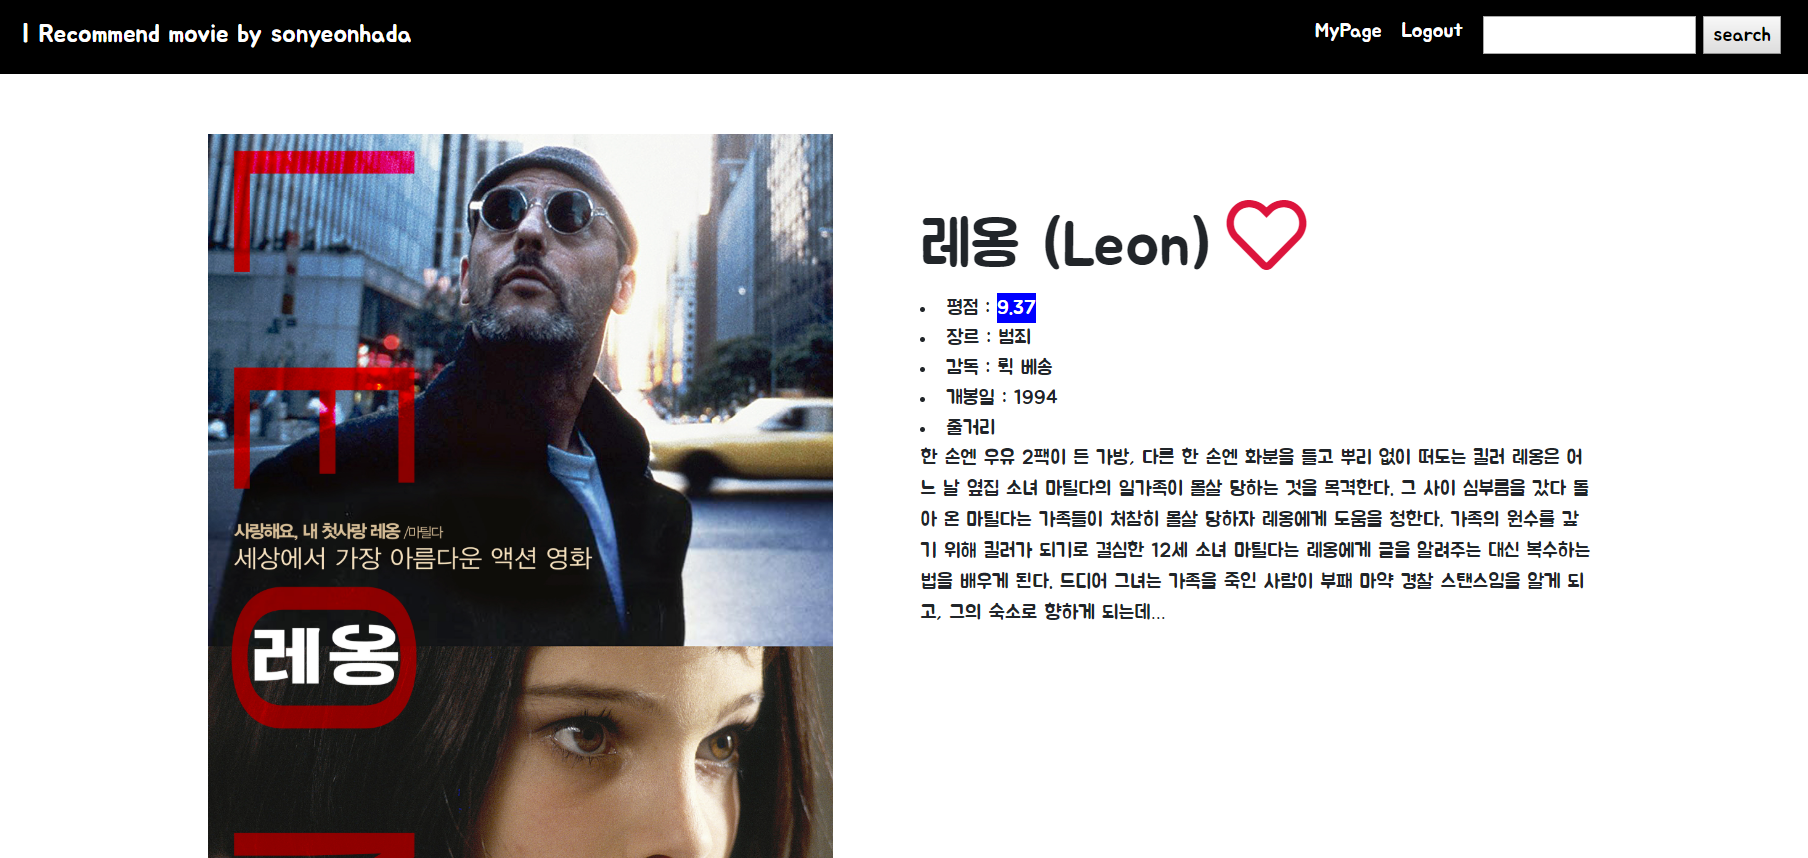 I Recommend movie by sonyeonhada
MyPage Logout search
L
E
사랑해요, 내 첫사랑 레옹 /마틸다
세상에서 가장 아름다운 액션 영화
O
레옹
레옹 (Leon)
평점 : 9.37
장르 : 범죄
감독 : 뤽 베송
개봉일 : 1994
줄거리
한 손엔 우유 2팩이 든 가방, 다른 한 손엔 화분을 들고 뿌리 없이 떠도는 킬러 레옹은 어
느 날 옆집 소녀 마틸다의 일가족이 몰살 당하는 것을 목격한다. 그 사이 심부름을 갔다 돌
아 온 마틸다는 가족들이 처참히 몰살 당하자 레옹에게 도움을 청한다. 가족의 원수를 갚
기 위해 킬러가 되기로 결심한 12세 소녀 마틸다는 레옹에게 글을 알려주는 대신 복수하는
법을 배우게 된다. 드디어 그녀는 가족을 죽인 사람이 부패 마약 경찰 스탠스임을 알게 되
고, 그의 숙소로 향하게 되는데...